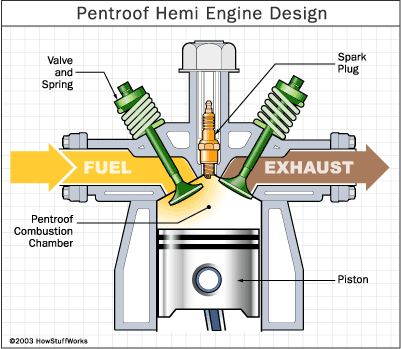 Pentroof Hemi Engine Design
Valve
and
Spring
Spark
Plug
FUEL
EXHAUST
Pentroof
Combustion
Chamber
Piston
©2003 HowStuffWorks